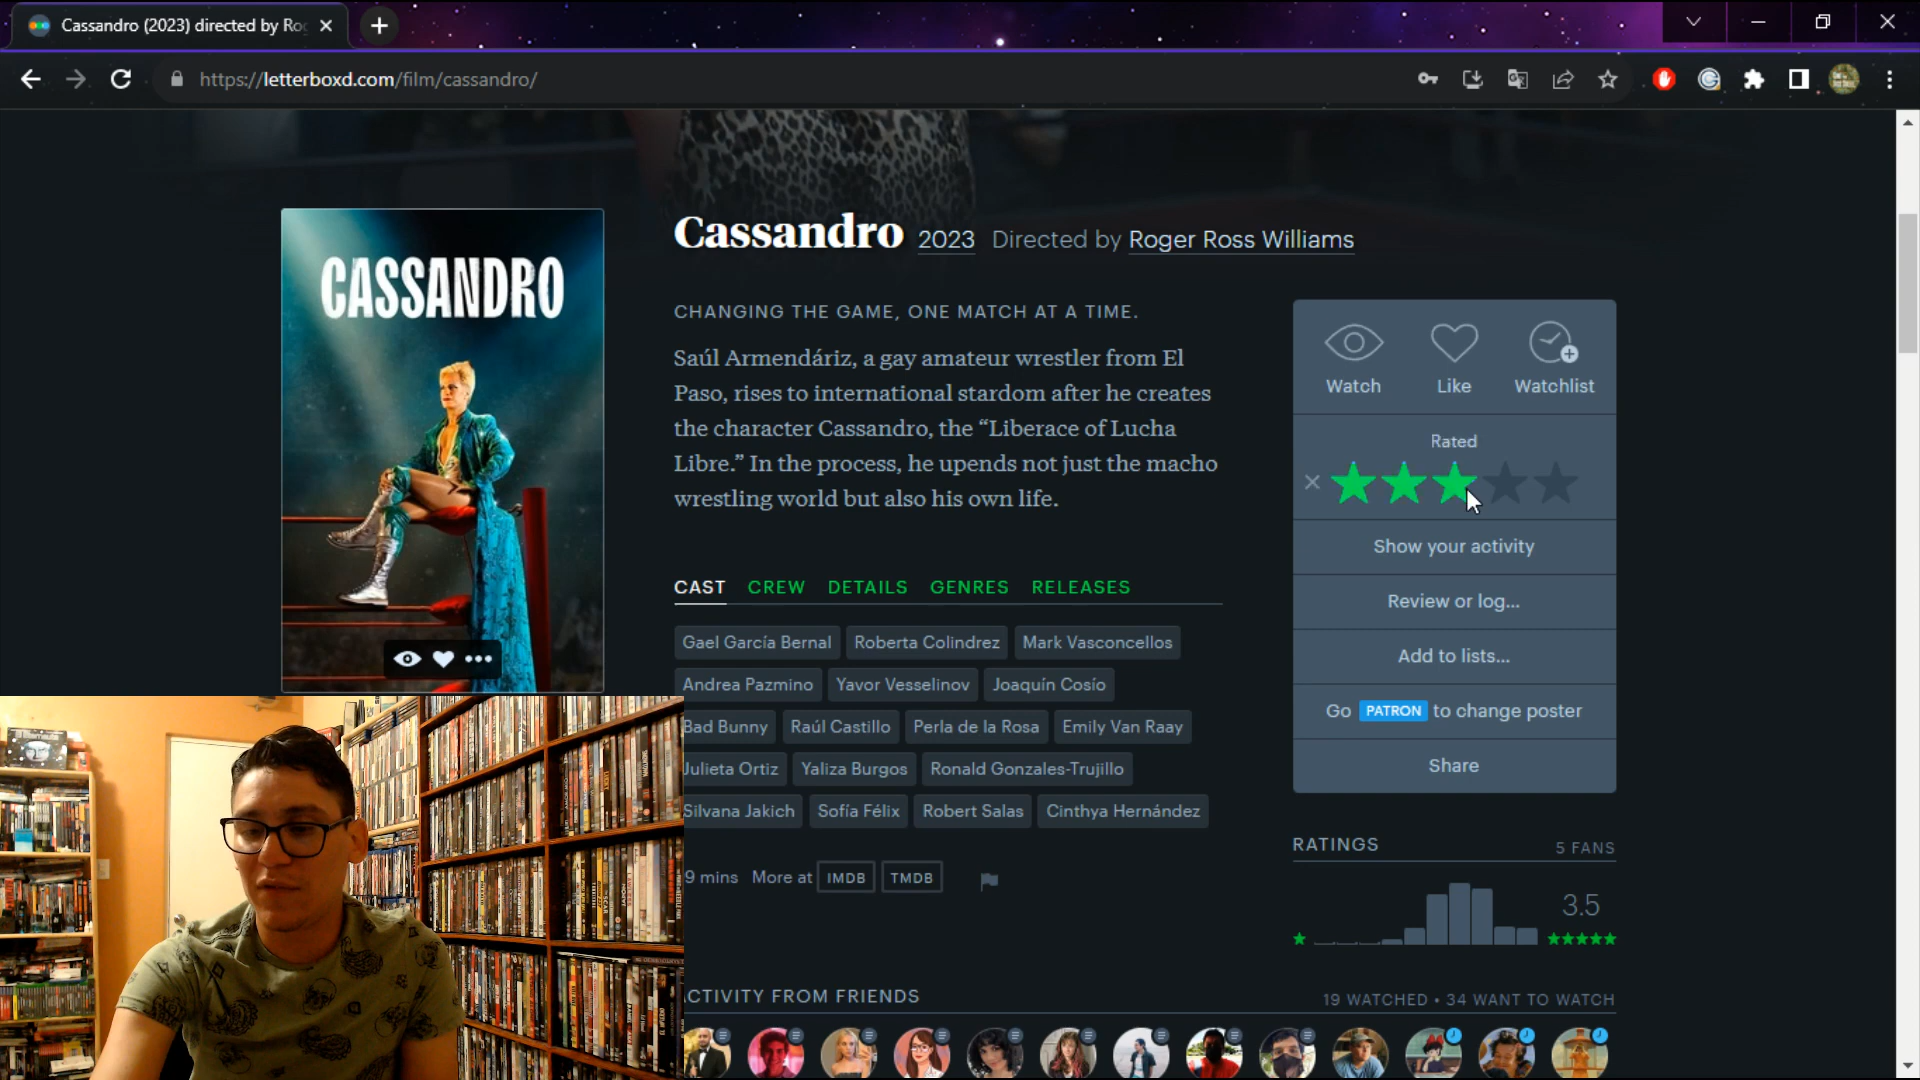 Cassandro (2023) directed by Ro
https://letterboxd.com/film/cassandro/
CASSANDRO
Cassandro 2023 Directed by Roger Ross Williams
CHANGING THE GAME, ONE MATCH AT A TIME.
Saúl Armendáriz, a gay amateur wrestler from El
Paso, rises to international stardom after he creates
the character Cassandro, the “Liberace of Lucha
Libre.” In the process, he upends not just the macho
wrestling world but also his own life.
CAST CREW DETAILS GENRES RELEASES
Gael García Bernal Roberta Colindrez Mark Vasconcellos
Andrea Pazmino Yavor Vesselinov Joaquín Cosío
Bad Bunny Raúl Castillo Perla de la Rosa Emily Van Raay
Julieta Ortiz Yaliza Burgos Ronald Gonzales-Trujillo
Silvana Jakich Sofía Félix Robert Salas Cinthya Hernández
9 mins More at IMDB TMDB
Watch Like Watchlist
Rated
Show your activity
Review or log...
Add to lists...
Go PATRON to change poster
Share
RATINGS 5 FANS
3.5
CTIVITY FROM FRIENDS 19 WATCHED • 34 WANT TO WATCH